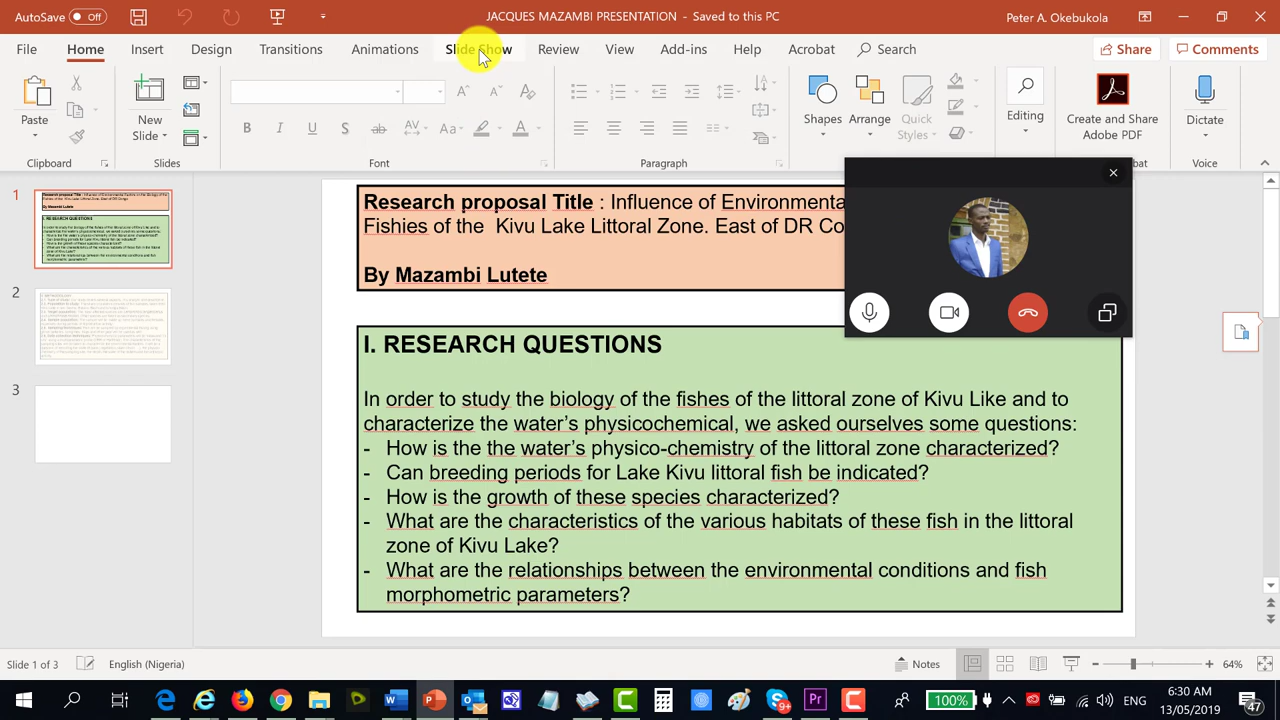 AutoSave Off JACQUES MAZAMBI PRESENTATION - Saved to this PC Peter A. Okebukola
File Home Insert Design Transitions Animations Slide Show Review View Add-ins Help Acrobat Search Share Comments
Paste
New Slide
Shapes Arrange Quick Styles
Editing
Create and Share Adobe PDF
Dictate
Clipboard Slides Font Paragraph Voice
1
2
3
Research proposal Title : Influence of Environmental
Fishies of the Kivu Lake Littoral Zone. East of DR Co
By Mazambi Lutete
I. RESEARCH QUESTIONS
In order to study the biology of the fishes of the littoral zone of Kivu Like and to
characterize the water's physicochemical, we asked ourselves some questions:
- How is the the water's physico-chemistry of the littoral zone characterized?
- Can breeding periods for Lake Kivu littoral fish be indicated?
- How is the growth of these species characterized?
- What are the characteristics of the various habitats of these fish in the littoral
zone of Kivu Lake?
- What are the relationships between the environmental conditions and fish
morphometric parameters?
Slide 1 of 3 English (Nigeria) Notes 64%
100% ENG 6:30 AM
13/05/2019
47